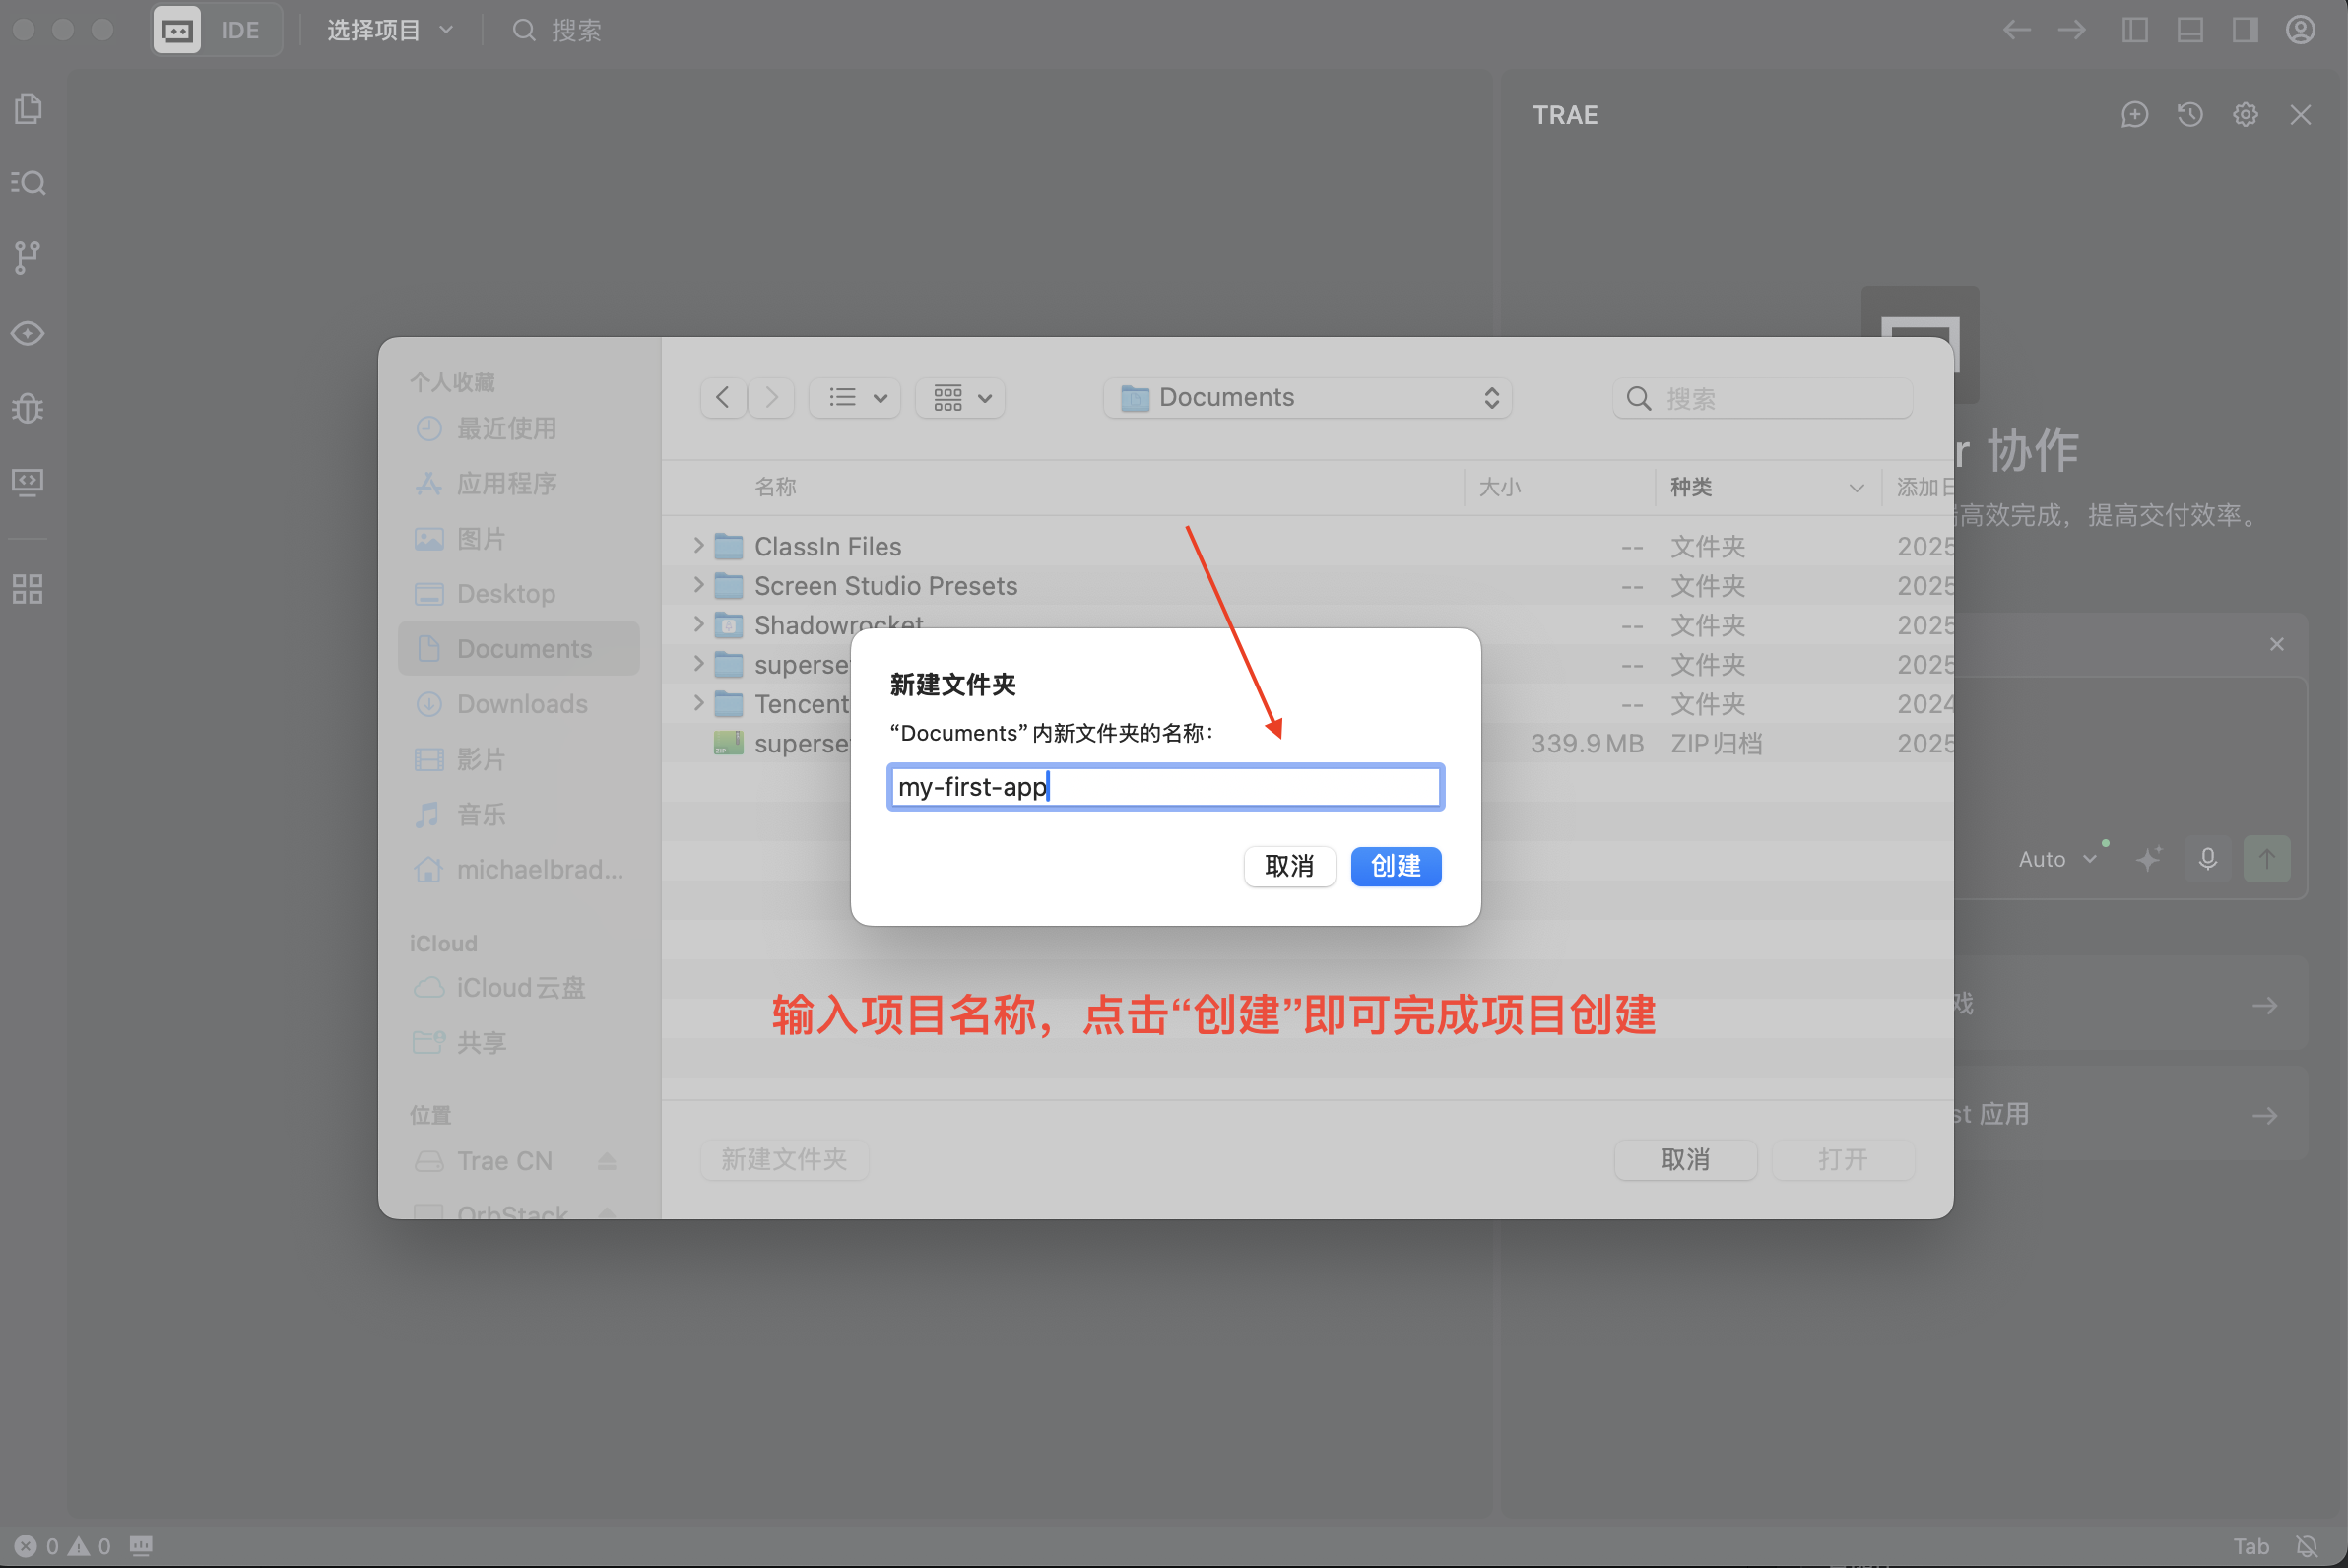 IDE
选择项目
搜索
TRAE
r 协作
高效完成，提高交付效率。
Auto
戏
st 应用
个人收藏
最近使用
应用程序
图片
Desktop
Documents
Downloads
影片
音乐
michaelbrad...
iCloud
iCloud云盘
共享
位置
Trae CN
OrbStack
Documents
搜索
名称 大小 种类 添加日
ClassIn Files -- 文件夹 2025
Screen Studio Presets -- 文件夹 2025
Shadowrocket -- 文件夹 2025
superse -- 文件夹 2025
Tencent -- 文件夹 2024
superse 339.9 MB ZIP归档 2025
新建文件夹
“Documents”内新文件夹的名称：
my-first-app
取消 创建
输入项目名称，点击“创建”即可完成项目创建
新建文件夹 取消 打开
0 0
Tab